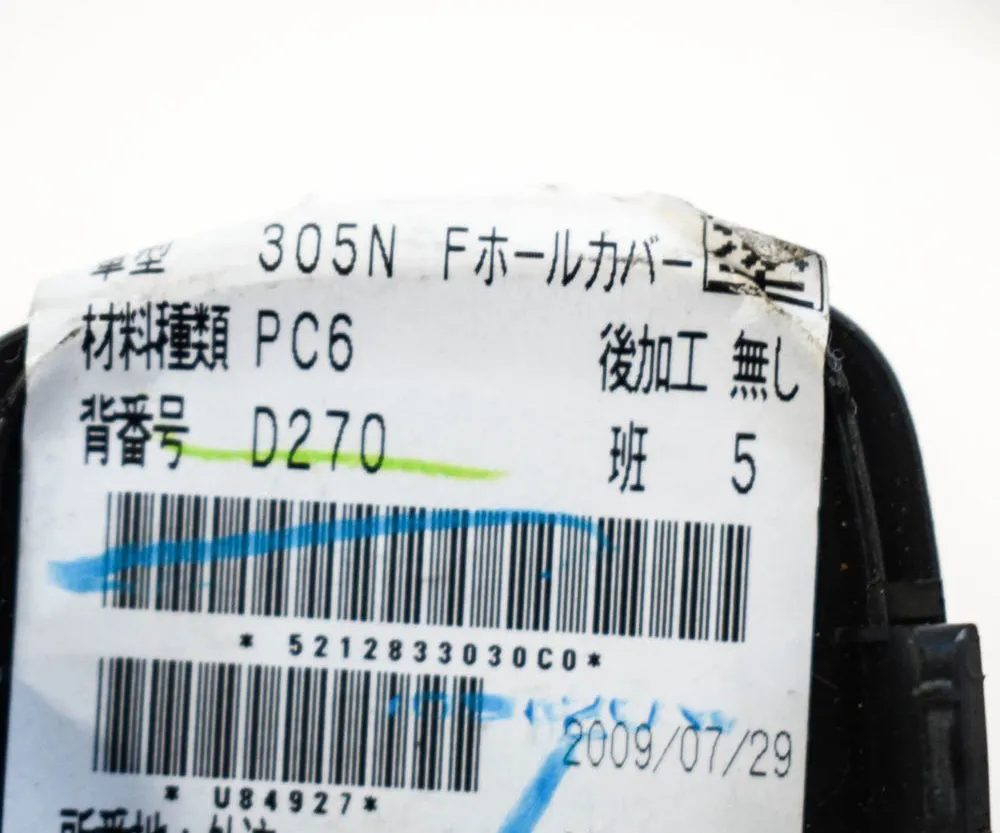 車型 305N Fホールカバー
材料種類 PC6 後加工 無し
背番号 D270 班 5
*5212833030C0*
2009/07/29
*U84927*